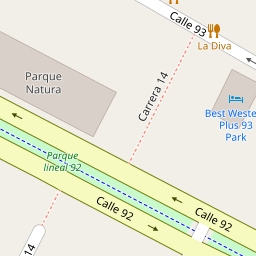 Calle 93
La Diva
Parque
Natura
Carrera 14
Best Weste
Plus 93
Park
Parque
lineal 92
Calle 92
Calle 92
14